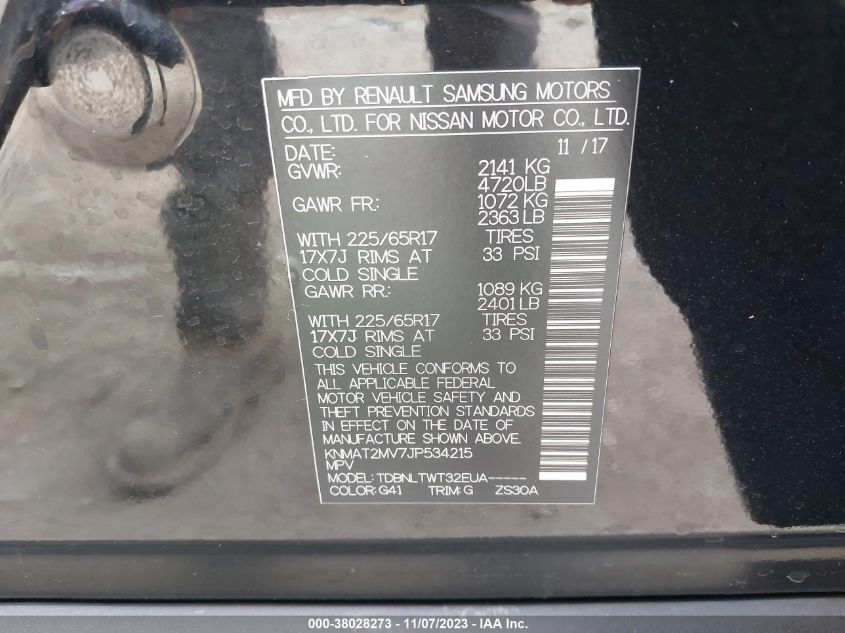 MFD BY RENAULT SAMSUNG MOTORS
CO., LTD. FOR NISSAN MOTOR CO., LTD.
DATE: 11 / 17
GVWR: 2141 KG
4720LB
GAWR FR.: 1072 KG
2363 LB
WITH 225/65R17 TIRES
17X7J RIMS AT 33 PSI
COLD SINGLE
GAWR RR.: 1089 KG
2401 LB
WITH 225/65R17 TIRES
17X7J RIMS AT 33 PSI
COLD SINGLE
THIS VEHICLE CONFORMS TO
ALL APPLICABLE FEDERAL
MOTOR VEHICLE SAFETY AND
THEFT PREVENTION STANDARDS
IN EFFECT ON THE DATE OF
MANUFACTURE SHOWN ABOVE.
KNMAT2MV7JP534215
MPV
MODEL: TDBNLTWT32EUA-----
COLOR: G41 TRIM: G ZS30A
000-38028273 - 11/07/2023 - IAA Inc.